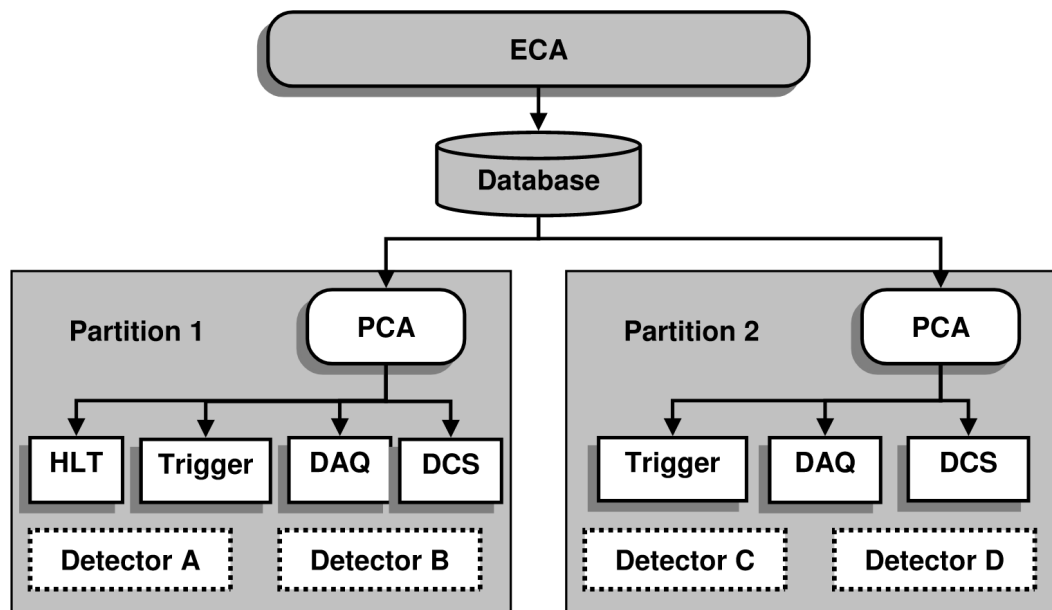 ECA
Database
Partition 1
PCA
HLT
Trigger
DAQ
DCS
Detector A
Detector B
Partition 2
PCA
Trigger
DAQ
DCS
Detector C
Detector D